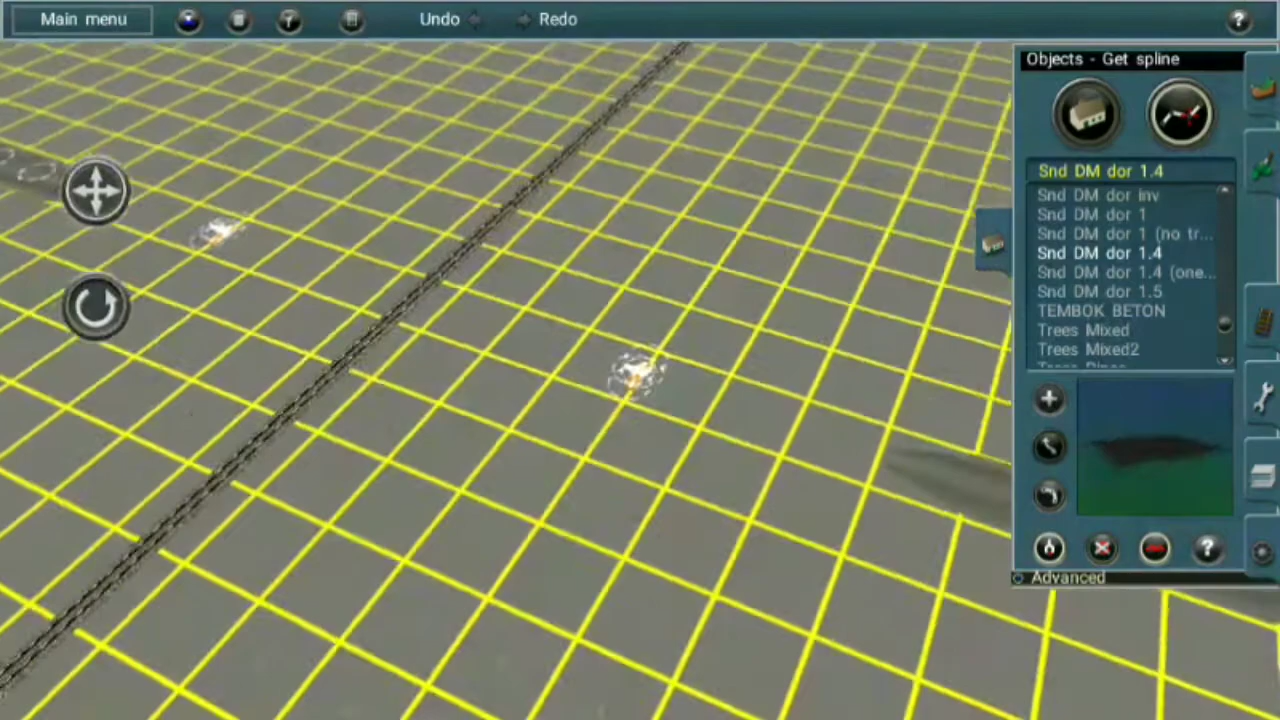 Main menu
Undo
Redo
?
Objects - Get spline
Snd DM dor 1.4
Snd DM dor inv
Snd DM dor 1
Snd DM dor 1 (no tr...
Snd DM dor 1.4
Snd DM dor 1.4 (one...
Snd DM dor 1.5
TEMBOK BETON
Trees Mixed
Trees Mixed2
?
Advanced